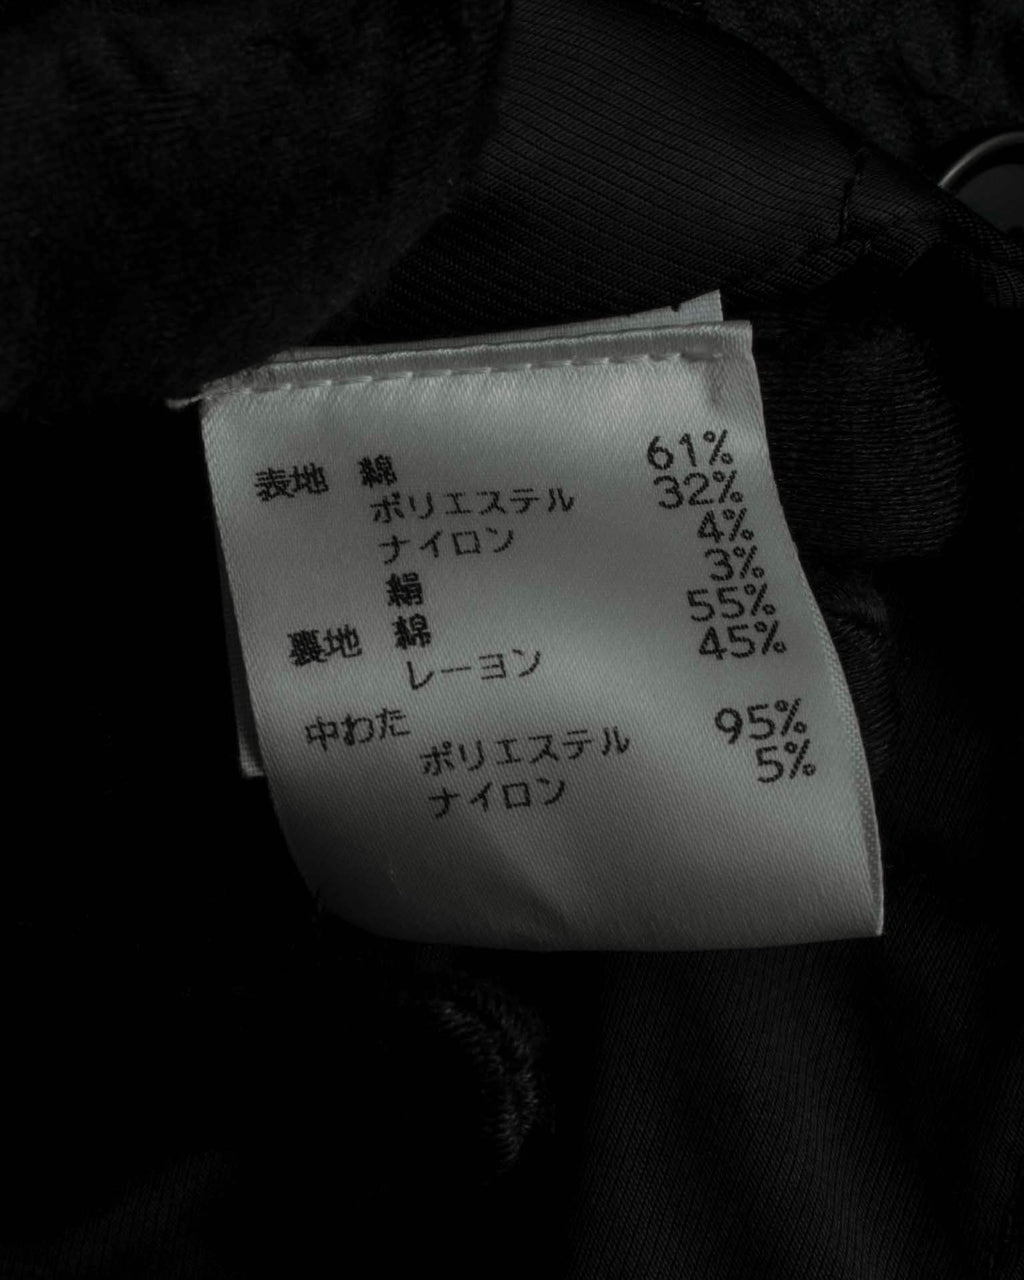 表地 綿 61%
ポリエステル 32%
ナイロン 4%
絹 3%
裏地 綿 55%
レーヨン 45%
中わた
ポリエステル 95%
ナイロン 5%